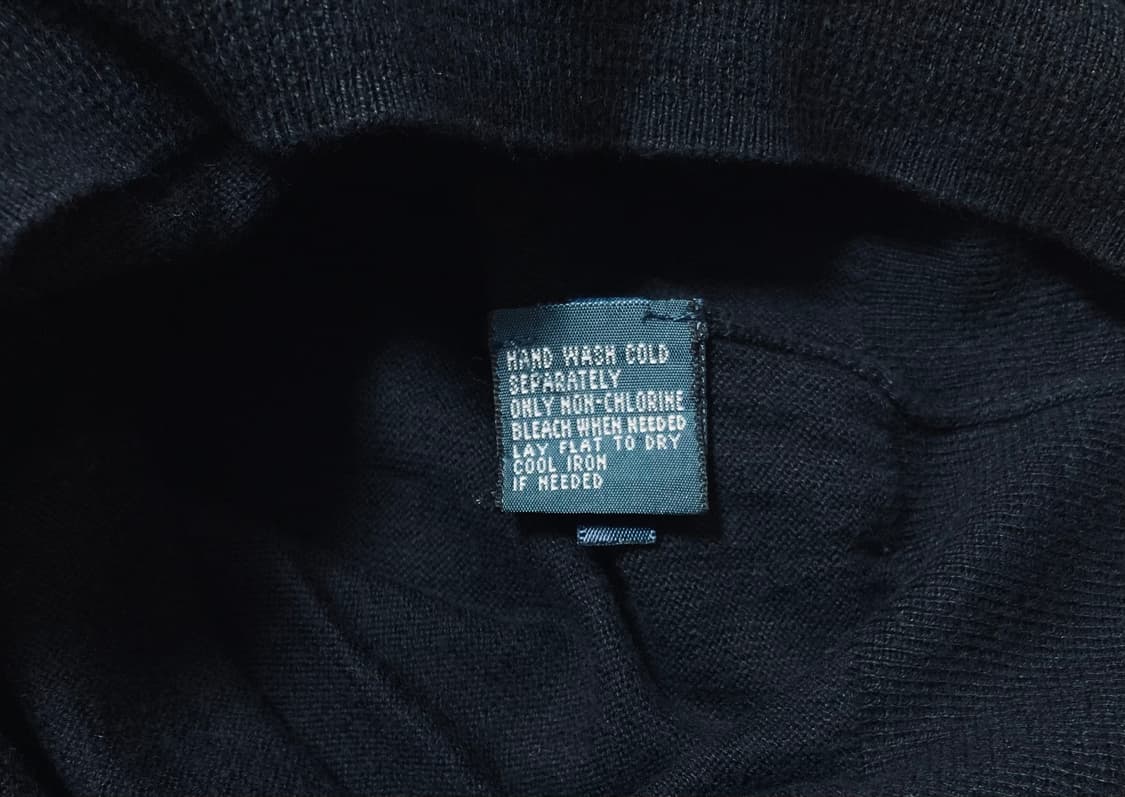 HAND WASH COLD
SEPARATELY
ONLY NON-CHLORINE
BLEACH WHEN NEEDED
LAY FLAT TO DRY
COOL IRON
IF NEEDED